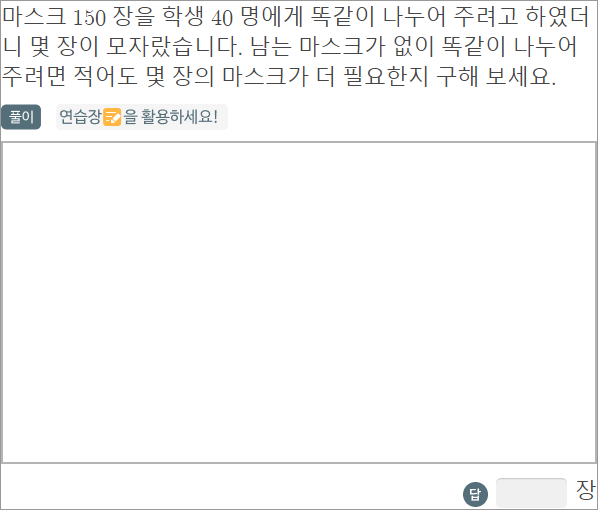 마스크 150 장을 학생 40 명에게 똑같이 나누어 주려고 하였더
니 몇 장이 모자랐습니다. 남는 마스크가 없이 똑같이 나누어
주려면 적어도 몇 장의 마스크가 더 필요한지 구해 보세요.
풀이 연습장을 활용하세요!
답 장